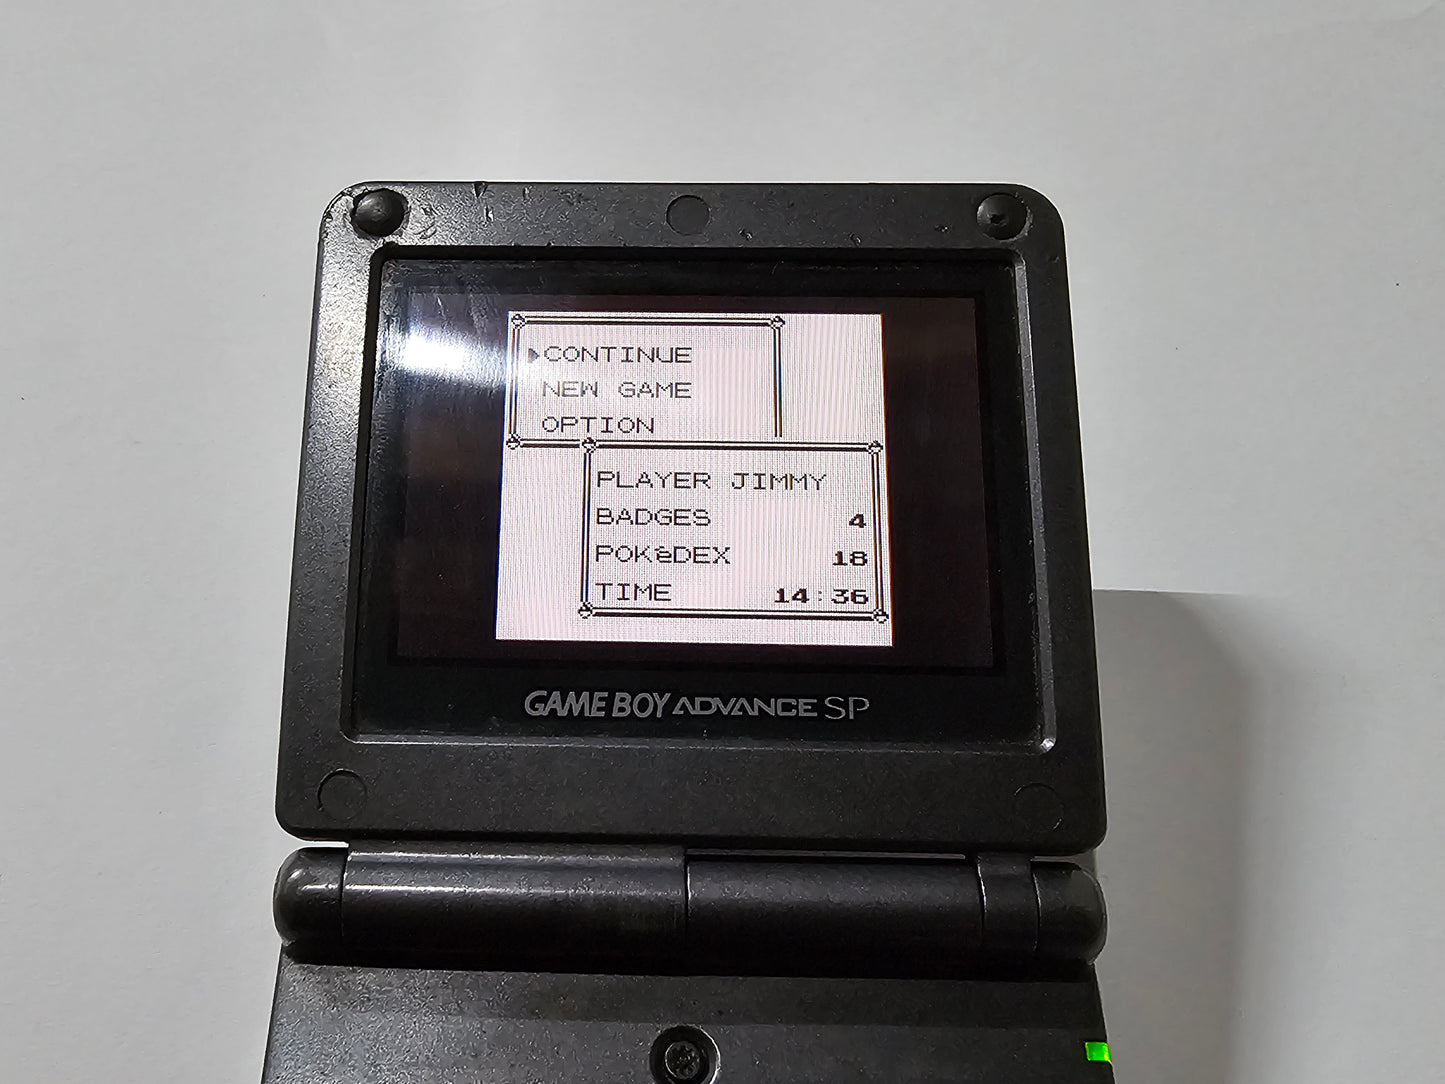 CONTINUE
NEW GAME
OPTION
PLAYER JIMMY
BADGES 4
POKéDEX 18
TIME 14:36
GAME BOY ADVANCE SP